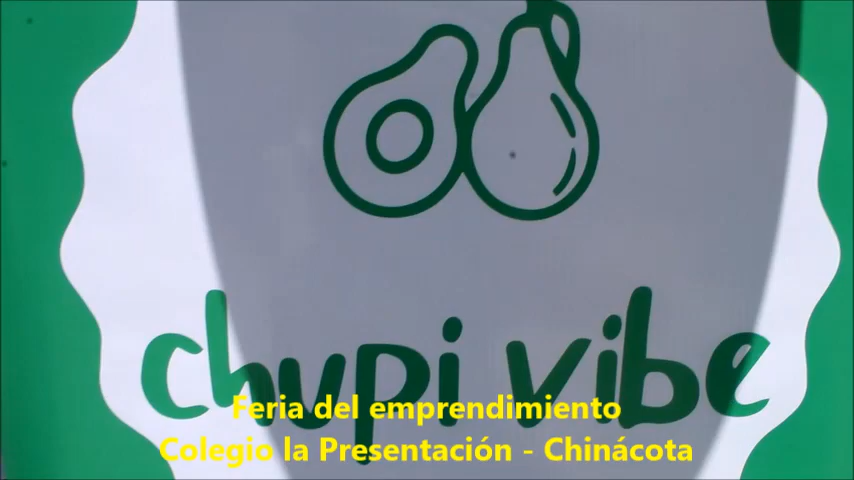 chupi vibe
Feria del emprendimiento
Colegio la Presentación - Chinácota